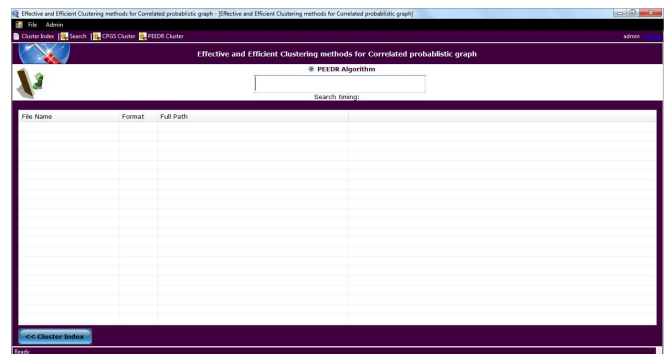 Effective and Efficient Clustering methods for Correlated probablistic graph - [Effective and Efficient Clustering methods for Correlated probablistic graph]
File Admin
Cluster Index Search CPGS Cluster PEEDR Cluster admin
Effective and Efficient Clustering methods for Correlated probablistic graph
PEEDR Algorithm
Search timing:
File Name Format Full Path
<< Cluster Index
Ready